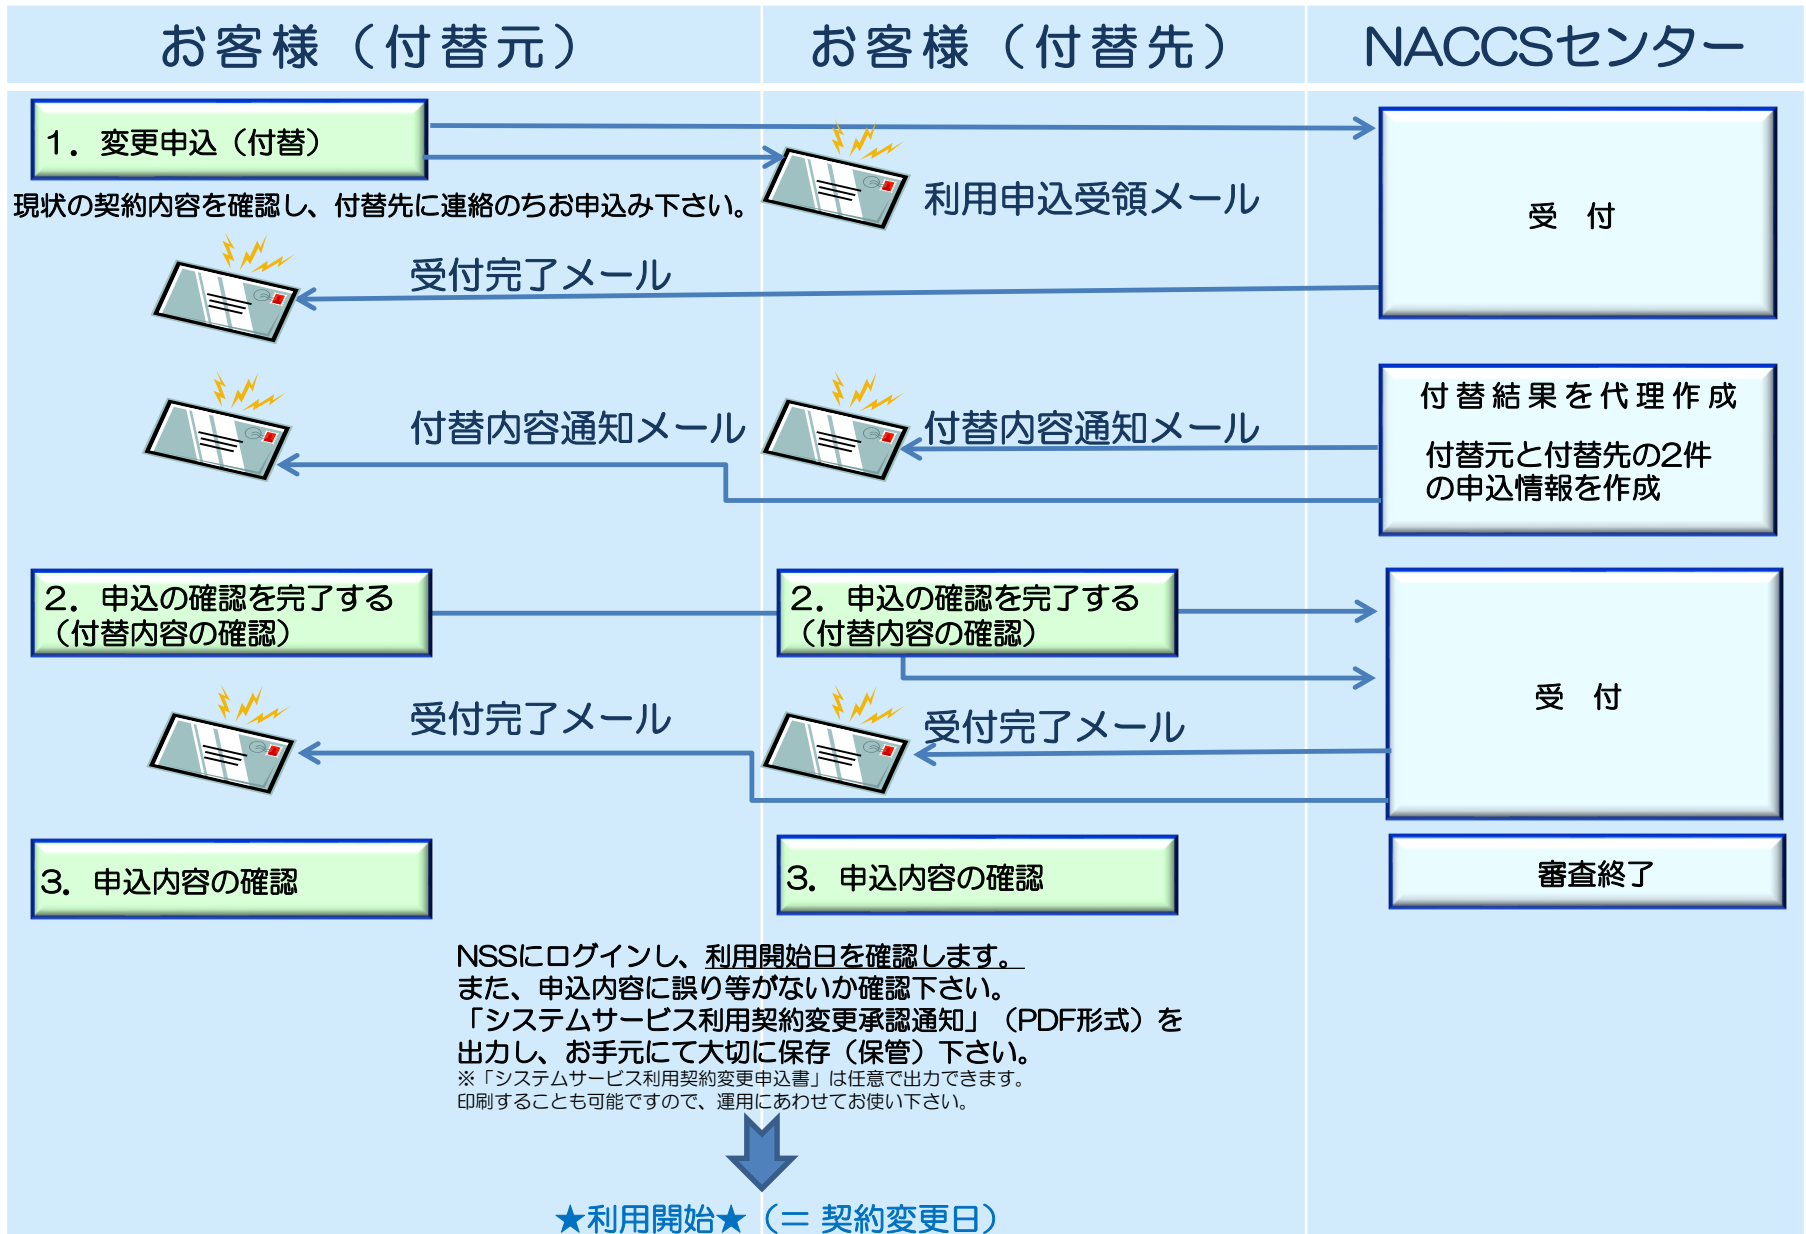 お客様（付替元）
お客様（付替先）
NACCSセンター
１．変更申込（付替）
現状の契約内容を確認し、付替先に連絡のちお申込み下さい。
利用申込受領メール
受　付
受付完了メール
付替内容通知メール
付替内容通知メール
付替結果を代理作成
付替元と付替先の2件
の申込情報を作成
２．申込の確認を完了する
（付替内容の確認）
２．申込の確認を完了する
（付替内容の確認）
受　付
受付完了メール
受付完了メール
3．申込内容の確認
3．申込内容の確認
審査終了
NSSにログインし、利用開始日を確認します。
また、申込内容に誤り等がないか確認下さい。
「システムサービス利用契約変更承認通知」（PDF形式）を
出力し、お手元にて大切に保存（保管）下さい。
※「システムサービス利用契約変更申込書」は任意で出力できます。
印刷することも可能ですので、運用にあわせてお使い下さい。
★利用開始★（＝ 契約変更日）